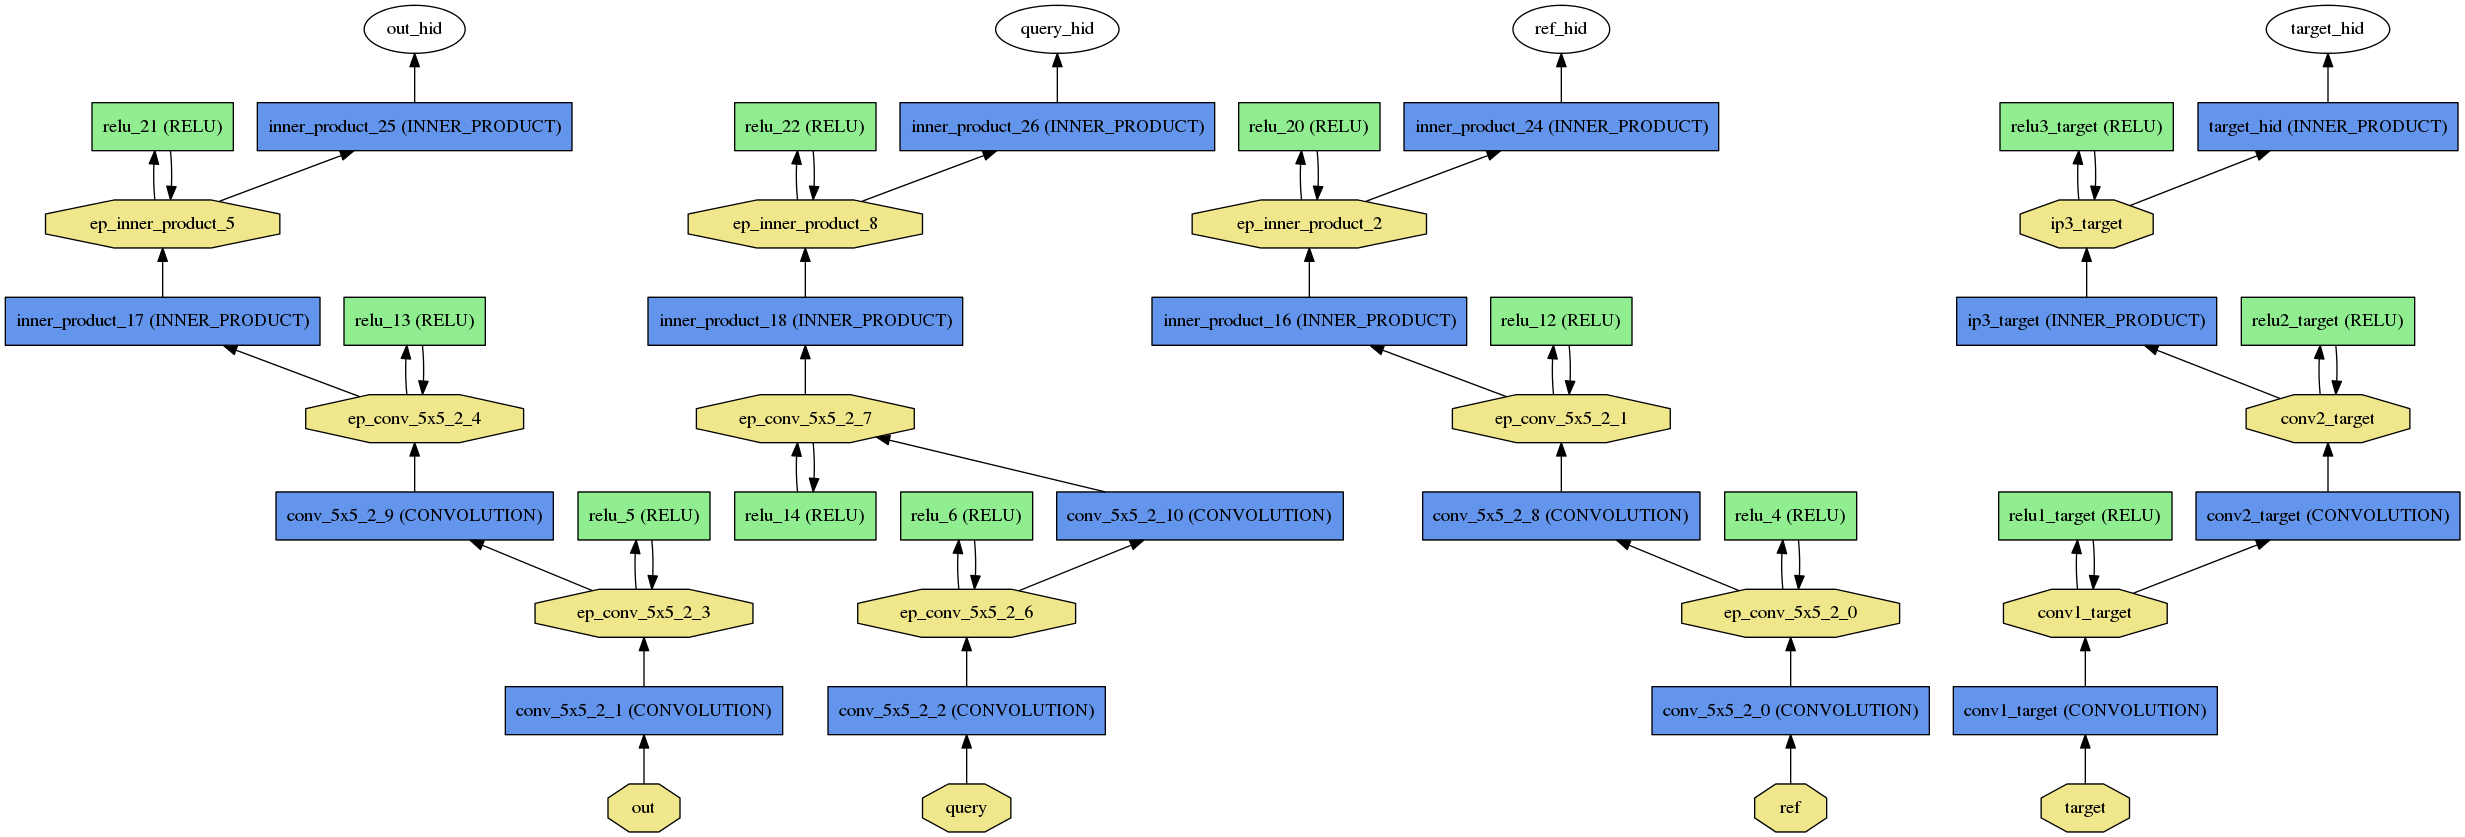 out_hid
query_hid
ref_hid
target_hid
relu_21 (RELU)
inner_product_25 (INNER_PRODUCT)
relu_22 (RELU)
inner_product_26 (INNER_PRODUCT)
relu_20 (RELU)
inner_product_24 (INNER_PRODUCT)
relu3_target (RELU)
target_hid (INNER_PRODUCT)
ep_inner_product_5
ep_inner_product_8
ep_inner_product_2
ip3_target
inner_product_17 (INNER_PRODUCT)
relu_13 (RELU)
inner_product_18 (INNER_PRODUCT)
inner_product_16 (INNER_PRODUCT)
relu_12 (RELU)
ip3_target (INNER_PRODUCT)
relu2_target (RELU)
ep_conv_5x5_2_4
ep_conv_5x5_2_7
ep_conv_5x5_2_1
conv2_target
conv_5x5_2_9 (CONVOLUTION)
relu_5 (RELU)
relu_14 (RELU)
relu_6 (RELU)
conv_5x5_2_10 (CONVOLUTION)
conv_5x5_2_8 (CONVOLUTION)
relu_4 (RELU)
relu1_target (RELU)
conv2_target (CONVOLUTION)
ep_conv_5x5_2_3
ep_conv_5x5_2_6
ep_conv_5x5_2_0
conv1_target
conv_5x5_2_1 (CONVOLUTION)
conv_5x5_2_2 (CONVOLUTION)
conv_5x5_2_0 (CONVOLUTION)
conv1_target (CONVOLUTION)
out
query
ref
target